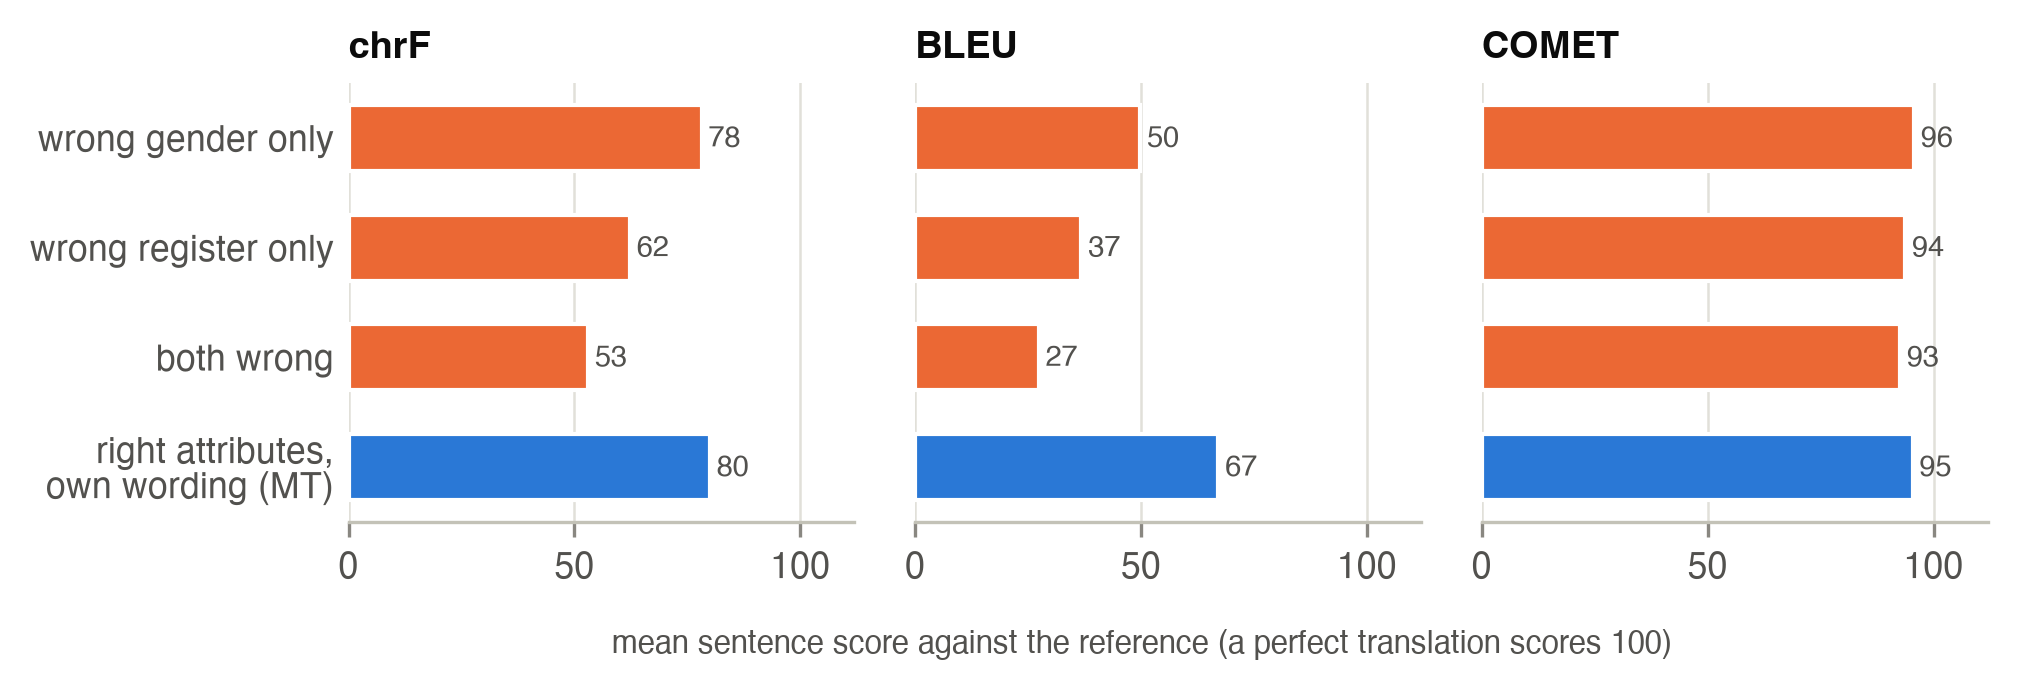 chrF
BLEU
COMET
wrong gender only
78
50
96
wrong register only
62
37
94
both wrong
53
27
93
right attributes,
own wording (MT)
80
67
95
0 50 100
0 50 100
0 50 100
mean sentence score against the reference (a perfect translation scores 100)